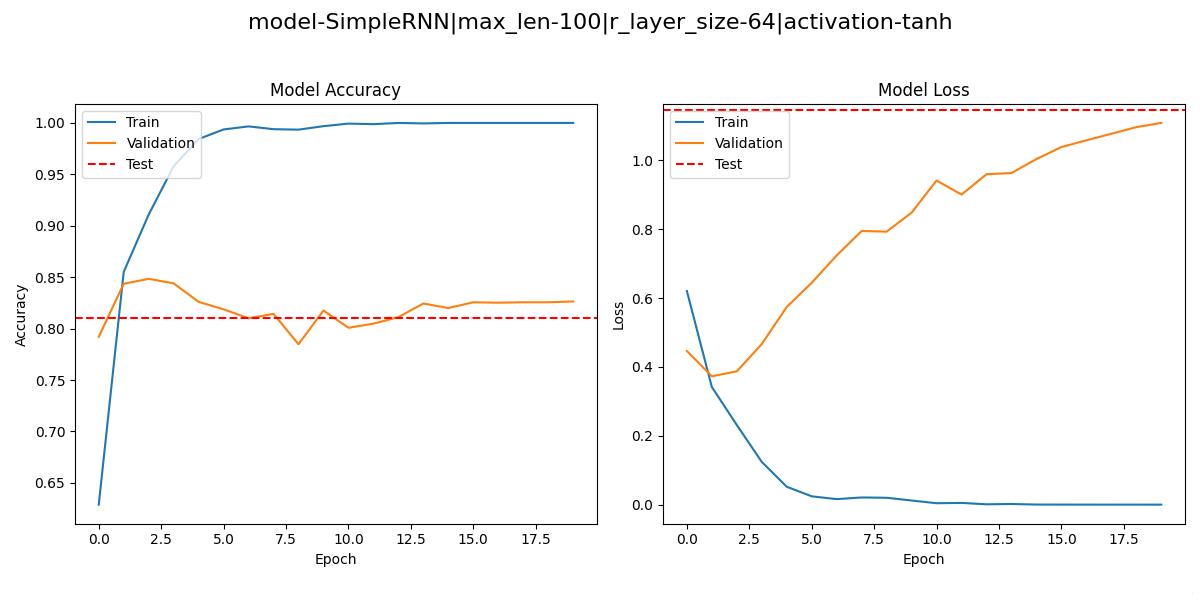 model-SimpleRNN|max_len-100|r_layer_size-64|activation-tanh
Model Accuracy
Train
Validation
Test
1.00
0.95
0.90
0.85
0.80
0.75
0.70
0.65
Accuracy
0.0 2.5 5.0 7.5 10.0 12.5 15.0 17.5
Epoch
Model Loss
Train
Validation
Test
1.0
0.8
0.6
0.4
0.2
0.0
Loss
0.0 2.5 5.0 7.5 10.0 12.5 15.0 17.5
Epoch